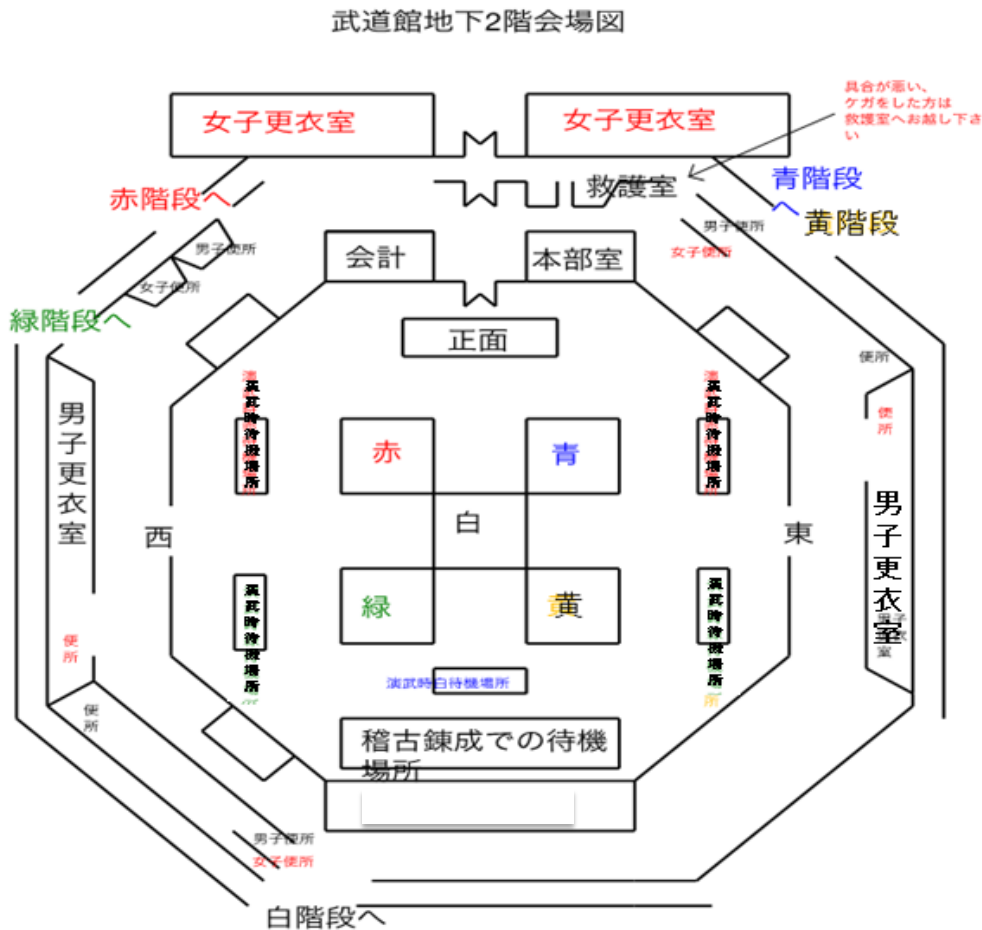 武道館地下2階会場図
女子更衣室
女子更衣室
具合が悪い、
ケガをした方は
救護室へお越し下さ
い
赤階段へ
救護室
青階段
へ
黄階段
男子便所
女子便所
男子便所
女子便所
会計
本部室
緑階段へ
正面
便所
便所
男子更衣室
演武時待機場所
演武時待機場所
赤
青
白
西
東
男子更衣室
緑
黄
演武時待機場所
演武時待機場所
所
便所
便所
演武時白待機場所
稽古錬成での待機
場所
男子便所
女子便所
白階段へ